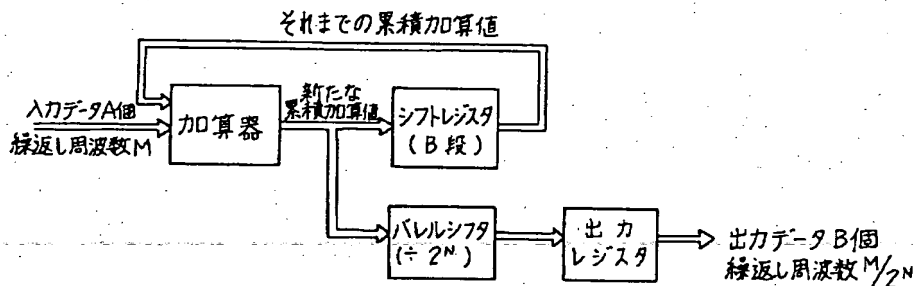 それまでの累積加算値
入力データA個
繰返し周波数M
加算器
新たな
累積加算値
シフトレジスタ
(B段)
バレルシフタ
(÷2ᴺ)
出力
レジスタ
出力データB個
繰返し周波数M/2ᴺ